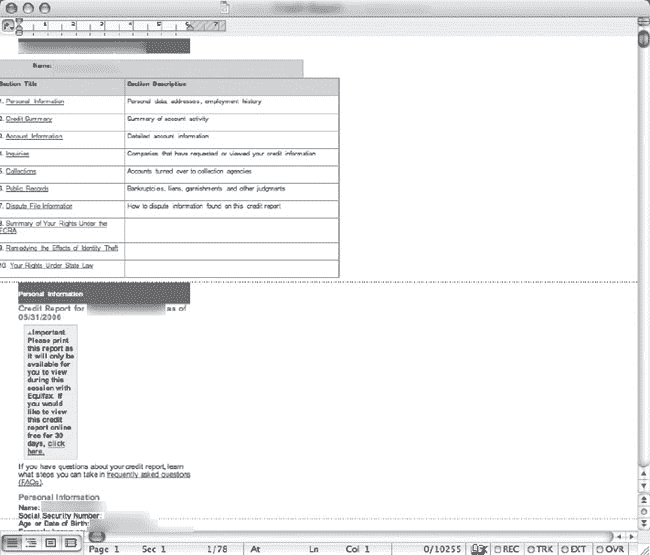 1 2 3 4 5 6 7
Name:
Section Title Section Description
1. Personal Information Personal data, addresses, employment history
2. Credit Summary Summary of account activity
3. Account Information Detailed account information
4. Inquiries Companies that have requested or viewed your credit information
5. Collections Accounts turned over to collection agencies
6. Public Records Bankruptcies, liens, garnishments and other judgments
7. Dispute File Information How to dispute information found on this credit report
8. Summary of Your Rights Under the
FCRA
9. Remedying the Effects of Identity Theft
10. Your Rights Under State Law
Personal Information
Credit Report for as of
05/31/2006
Important
Please print
this report as
it will only be
available for
you to view
during this
session with
Equifax. If
you would
like to view
this credit
report online
free for 30
days, click
here.
If you have questions about your credit report, learn
what steps you can take in frequently asked questions
(FAQs).
Personal Information
Name:
Social Security Number:
Age or Date of Birth:
Page 1 Sec 1 1/78 At Ln Col 1 0/10255 REC TRK EXT OVR